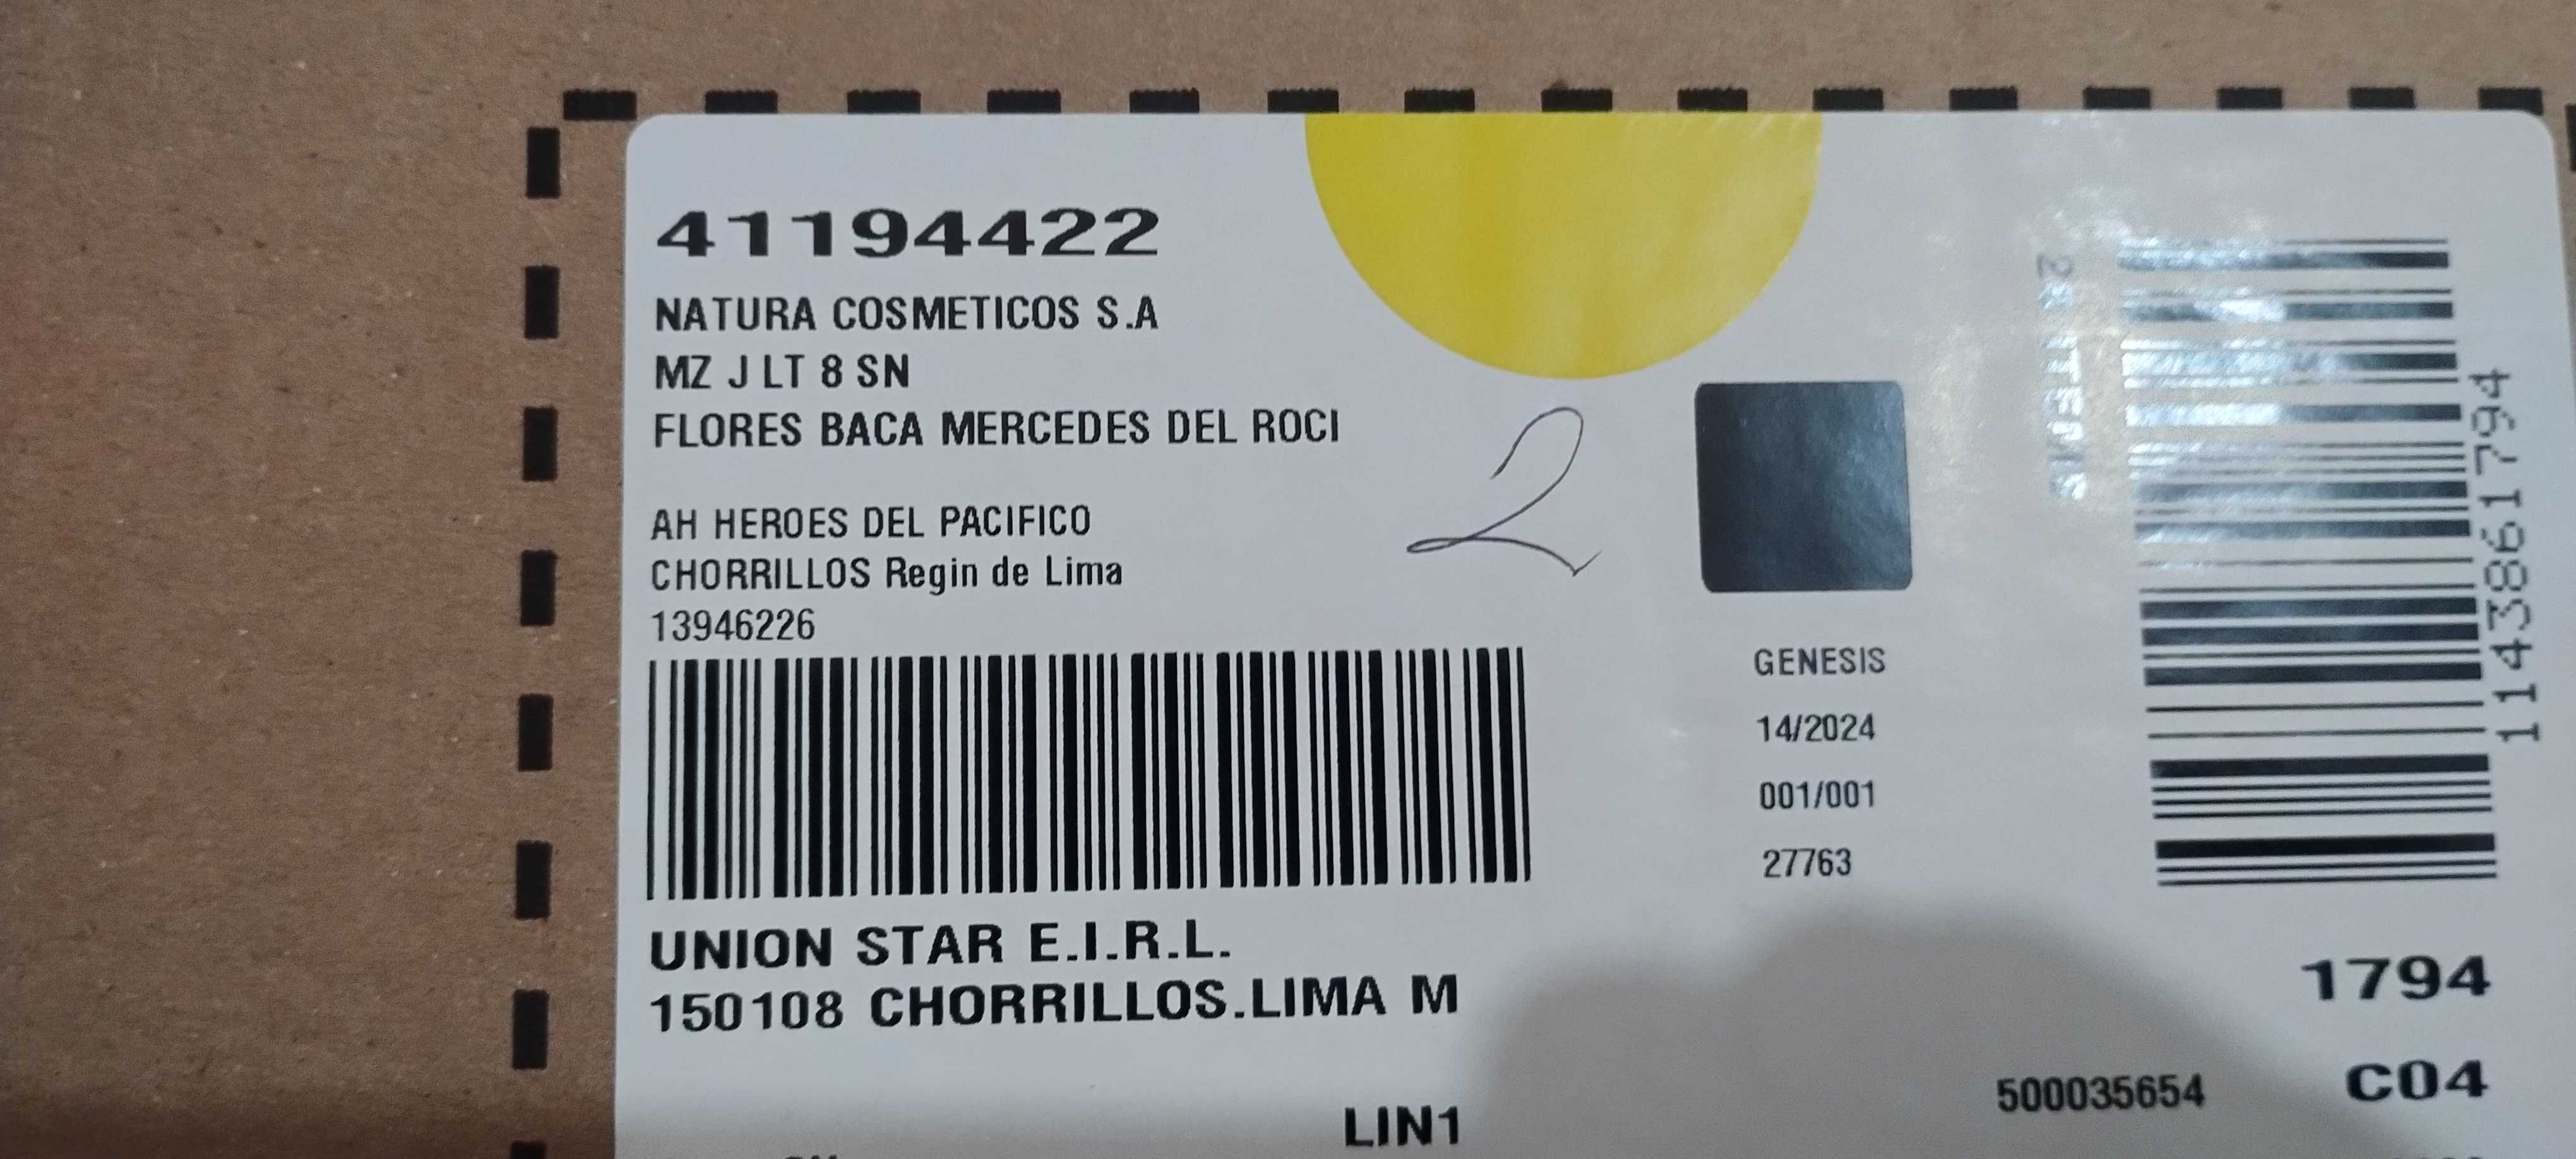 41194422
NATURA COSMETICOS S.A
MZ J LT 8 SN
FLORES BACA MERCEDES DEL ROCI
AH HEROES DEL PACIFICO
CHORRILLOS Regin de Lima
13946226
UNION STAR E.I.R.L.
150108 CHORRILLOS.LIMA M
LIN1
2
GENESIS
14/2024
001/001
27763
1143861794
1794
C04
500035654